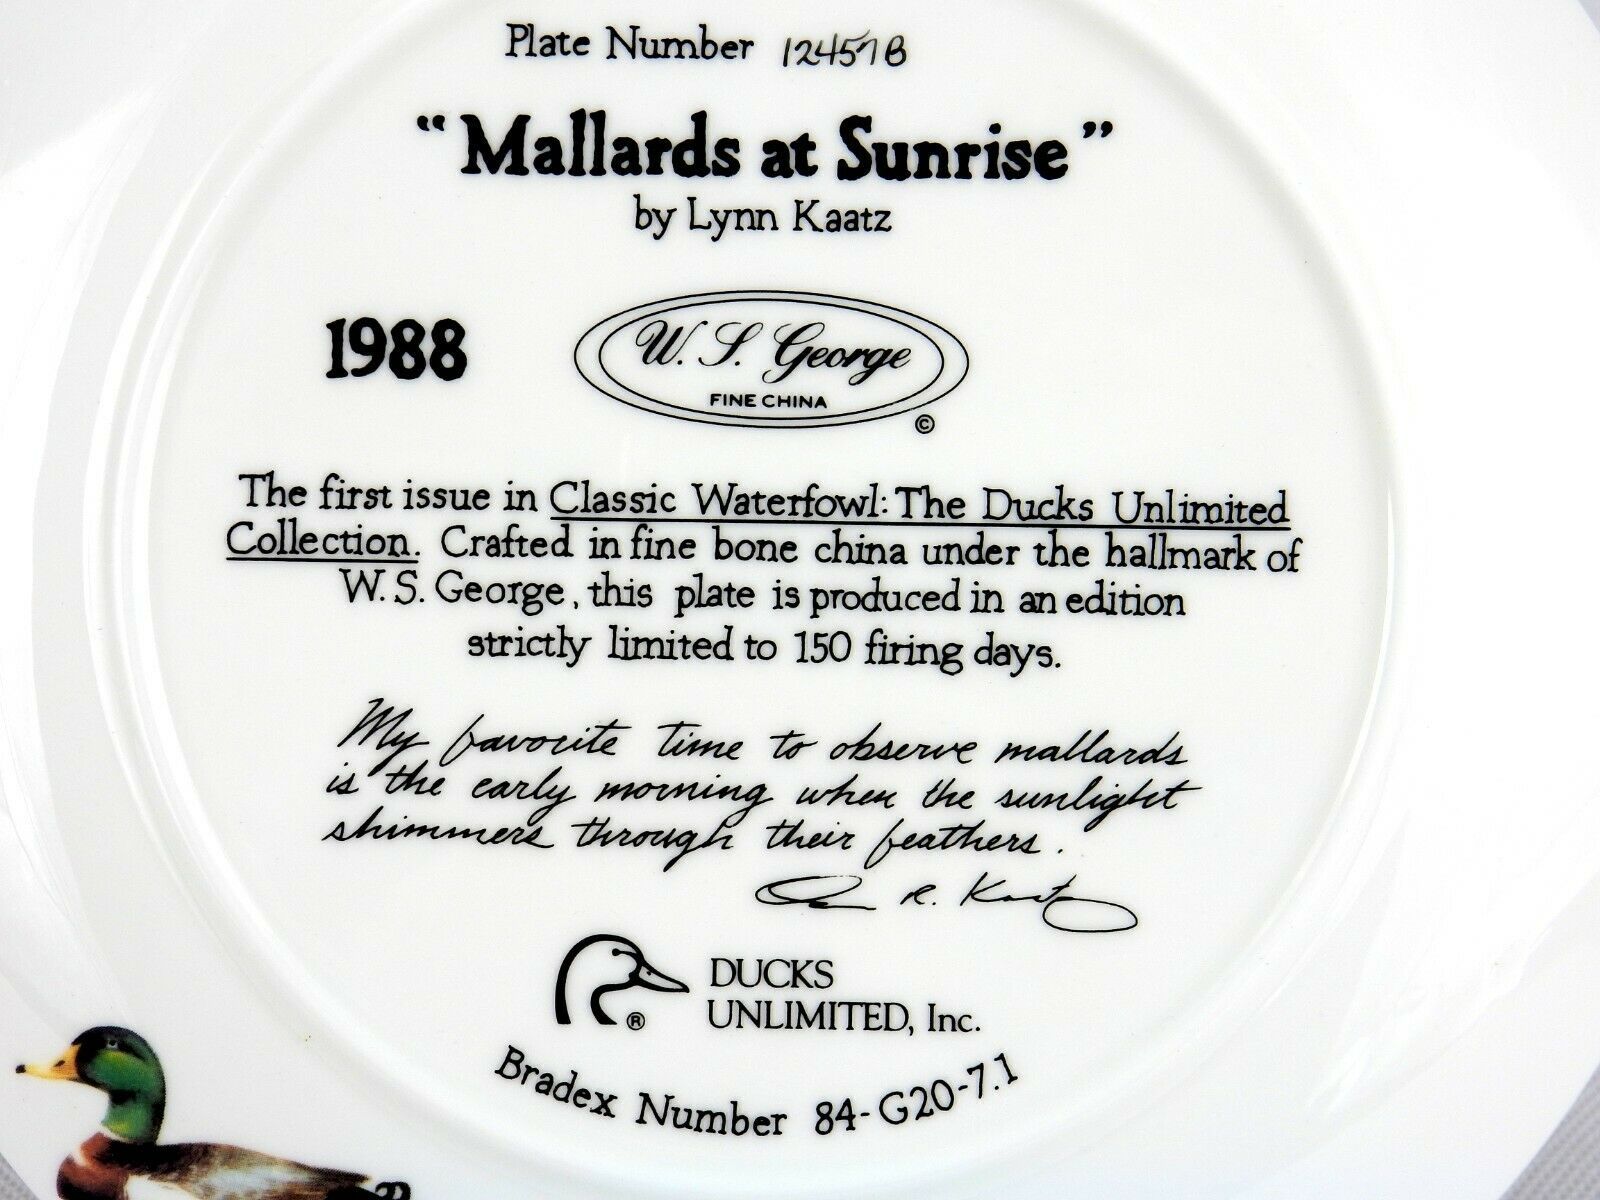 Plate Number 12457B
"Mallards at Sunrise"
by Lynn Kaatz
1988
W. S. George
FINE CHINA
©
The first issue in Classic Waterfowl: The Ducks Unlimited
Collection. Crafted in fine bone china under the hallmark of
W. S. George, this plate is produced in an edition
strictly limited to 150 firing days.
My favorite time to observe mallards
is the early morning when the sunlight
shimmers through their feathers.
R. Kaatz
®
DUCKS
UNLIMITED, Inc.
Bradex Number 84-G20-7.1